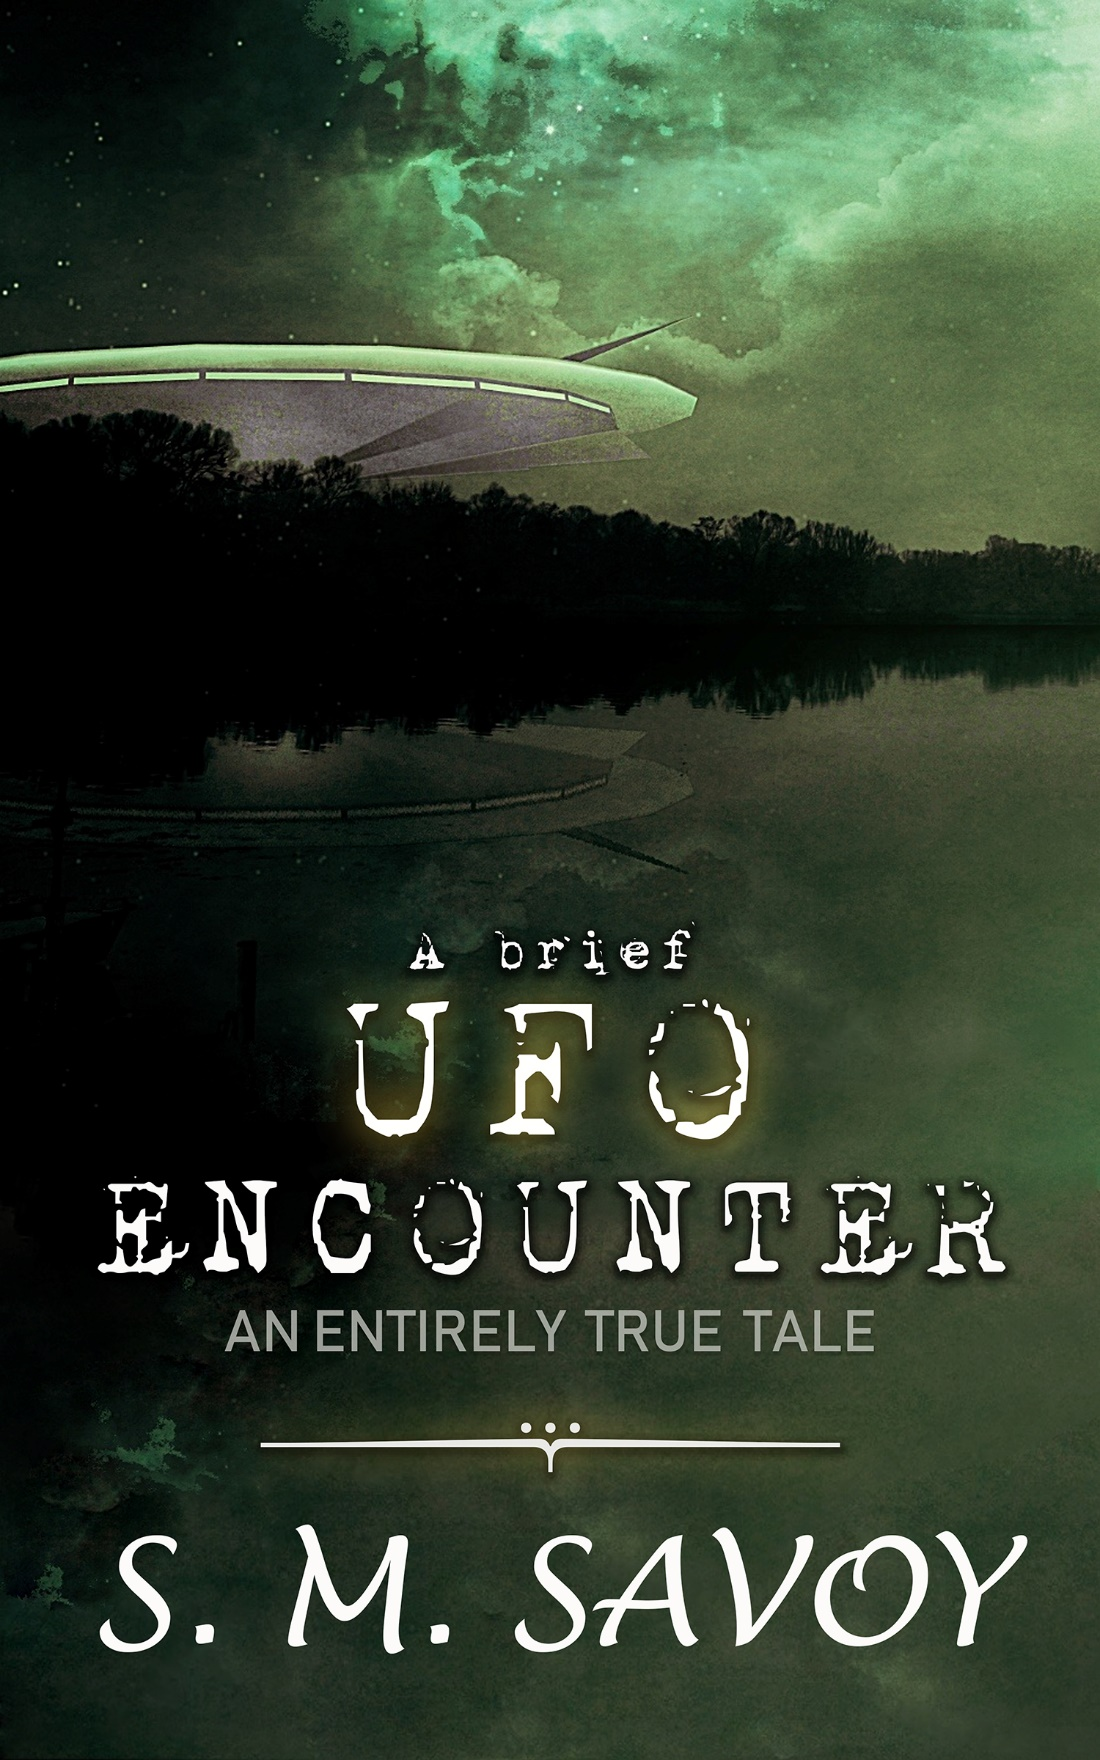 A brief
UFO
ENCOUNTER
AN ENTIRELY TRUE TALE
S. M. SAVOY